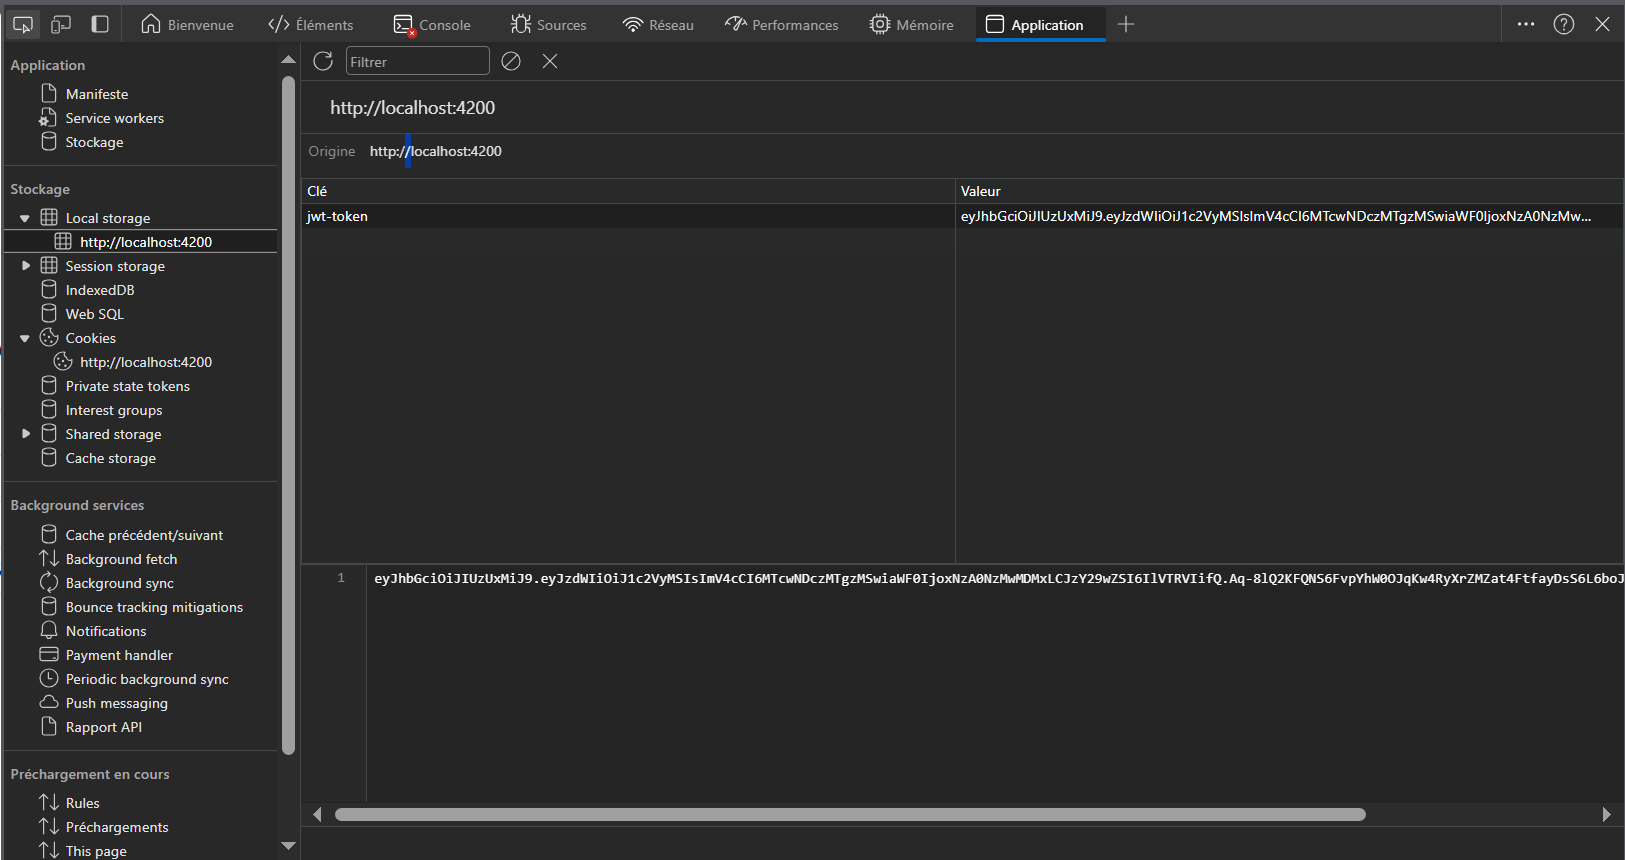 Bienvenue
Éléments
Console
Sources
Réseau
Performances
Mémoire
Application
Filtrer
Application
Manifeste
Service workers
Stockage
Stockage
Local storage
http://localhost:4200
Session storage
IndexedDB
Web SQL
Cookies
http://localhost:4200
Private state tokens
Interest groups
Shared storage
Cache storage
Background services
Cache précédent/suivant
Background fetch
Background sync
Bounce tracking mitigations
Notifications
Payment handler
Periodic background sync
Push messaging
Rapport API
Préchargement en cours
Rules
Préchargements
This page
http://localhost:4200
Origine http://localhost:4200
Clé Valeur
jwt-token eyJhbGciOiJIUzUxMiJ9.eyJzdWIiOiJ1c2VyMSIsImV4cCI6MTcwNDczMTgzMSwiaWF0IjoxNzA0NzMw...
1 eyJhbGciOiJIUzUxMiJ9.eyJzdWIiOiJ1c2VyMSIsImV4cCI6MTcwNDczMTgzMSwiaWF0IjoxNzA0NzMwMDMxLCJzY29wZSI6IlVTRVIifQ.Aq-8lQ2KFQNS6FvpYhW0OJqKw4RyXrZMZat4FtfayDsS6L6boJ